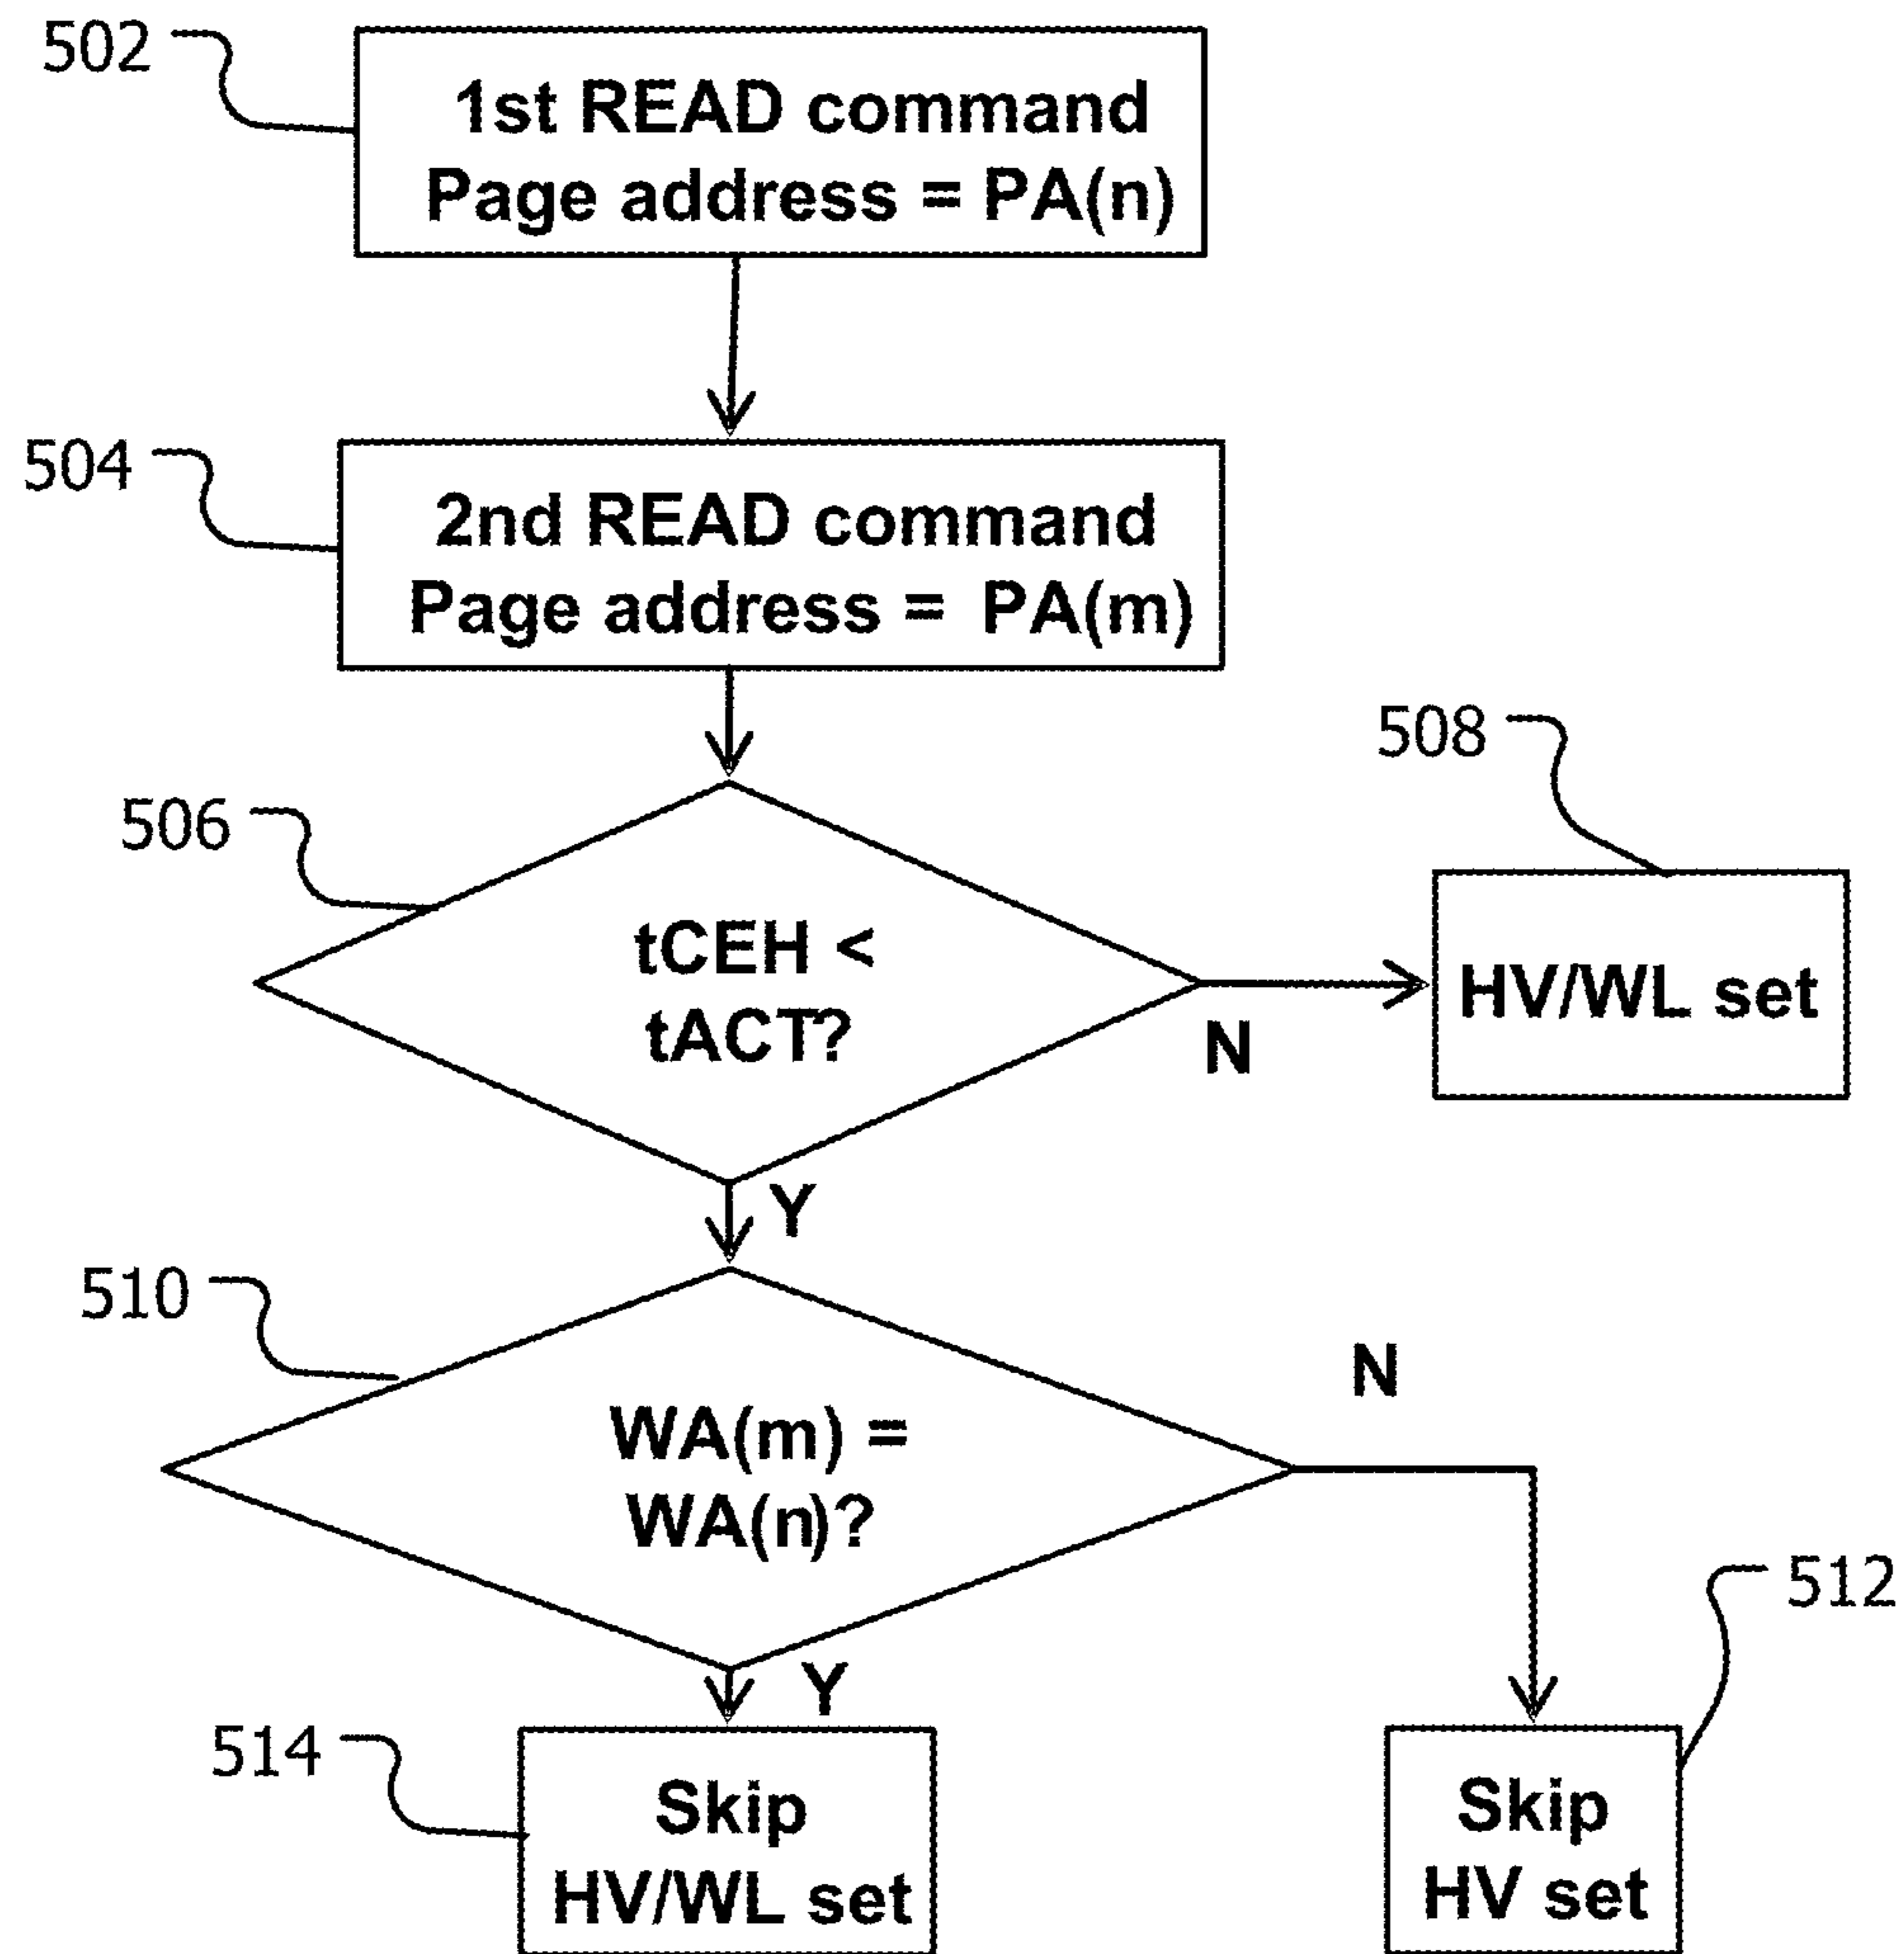 502
1st READ command
Page address = PA(n)
504
2nd READ command
Page address = PA(m)
506
tCEH <
tACT?
N
508
HV/WL set
Y
510
WA(m) =
WA(n)?
N
Y
512
Skip
HV set
514
Skip
HV/WL set